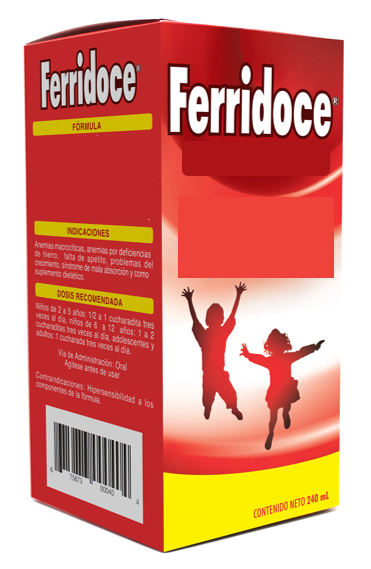 Ferridoce®
FÓRMULA
INDICACIONES
Anemias macrocíticas, anemias por deficiencias
de hierro, falta de apetito, problemas del
crecimiento, síndrome de mala absorción y como
suplemento dietético.
DOSIS RECOMENDADA
Niños de 2 a 5 años: 1/2 a 1 cucharadita tres
veces al día, niños de 6 a 12 años: 1 a 2
cucharaditas tres veces al día, adolescentes y
adultos: 1 cucharada tres veces al día.
Vía de Administración: Oral
Agítese antes de usar
Contraindicaciones: Hipersensibilidad a los
componentes de la fórmula.
6 75673 00040 4
Ferridoce®
CONTENIDO NETO 240 mL